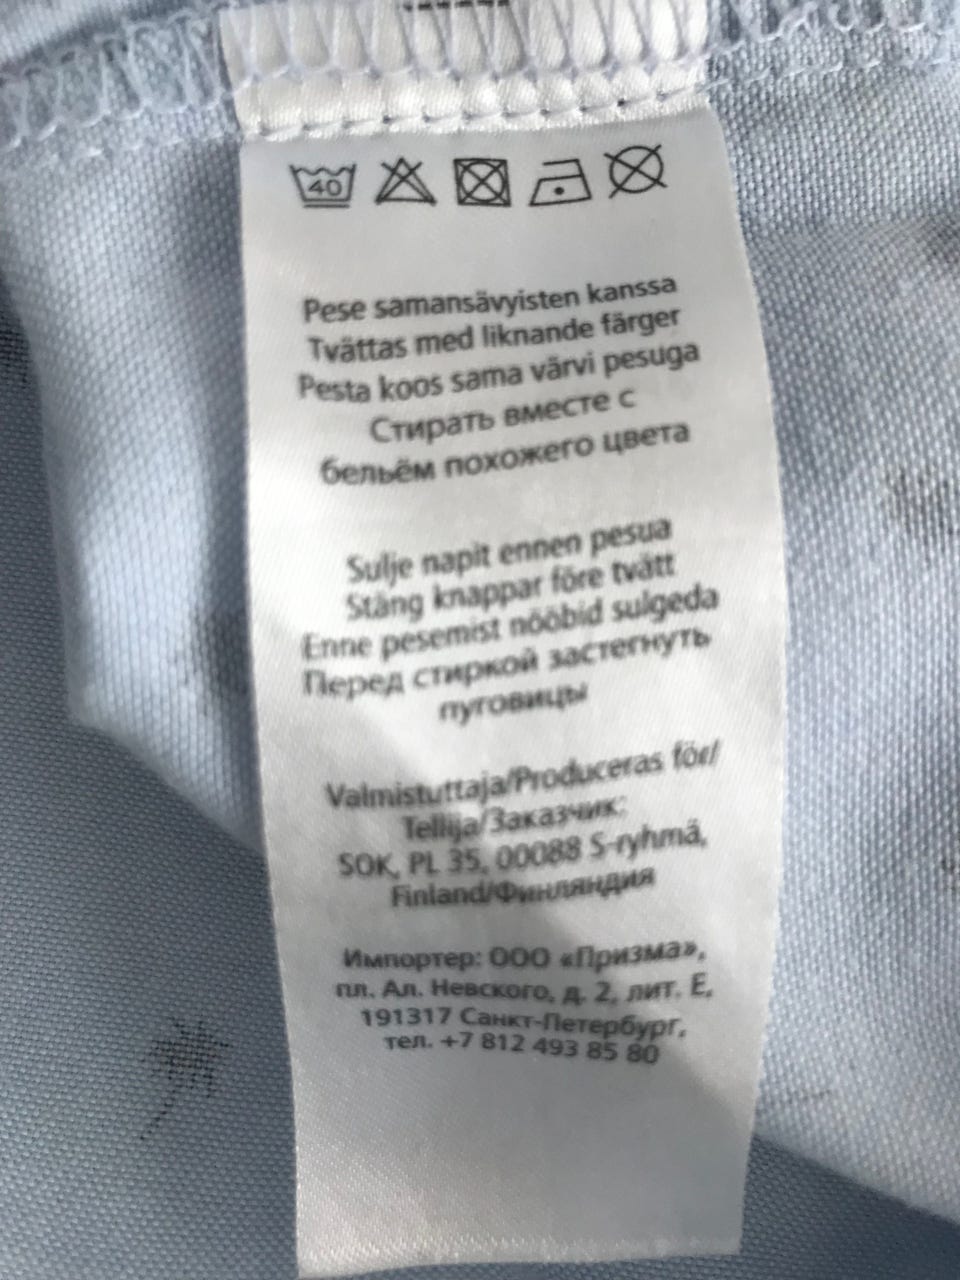 40
Pese samansävyisten kanssa
Tvättas med liknande färger
Pesta koos sama värvi pesuga
Стирать вместе с
бельём похожего цвета
Sulje napit ennen pesua
Stäng knappar före tvätt
Enne pesemist nööbid sulgeda
Перед стиркой застегнуть
пуговицы
Valmistuttaja/Produceras för/
Tellija/Заказчик:
SOK, PL 35, 00088 S-ryhmä,
Finland/Финляндия
Импортер: ООО «Призма»,
пл. Ал. Невского, д. 2, лит. Е,
191317 Санкт-Петербург,
тел. +7 812 493 85 80